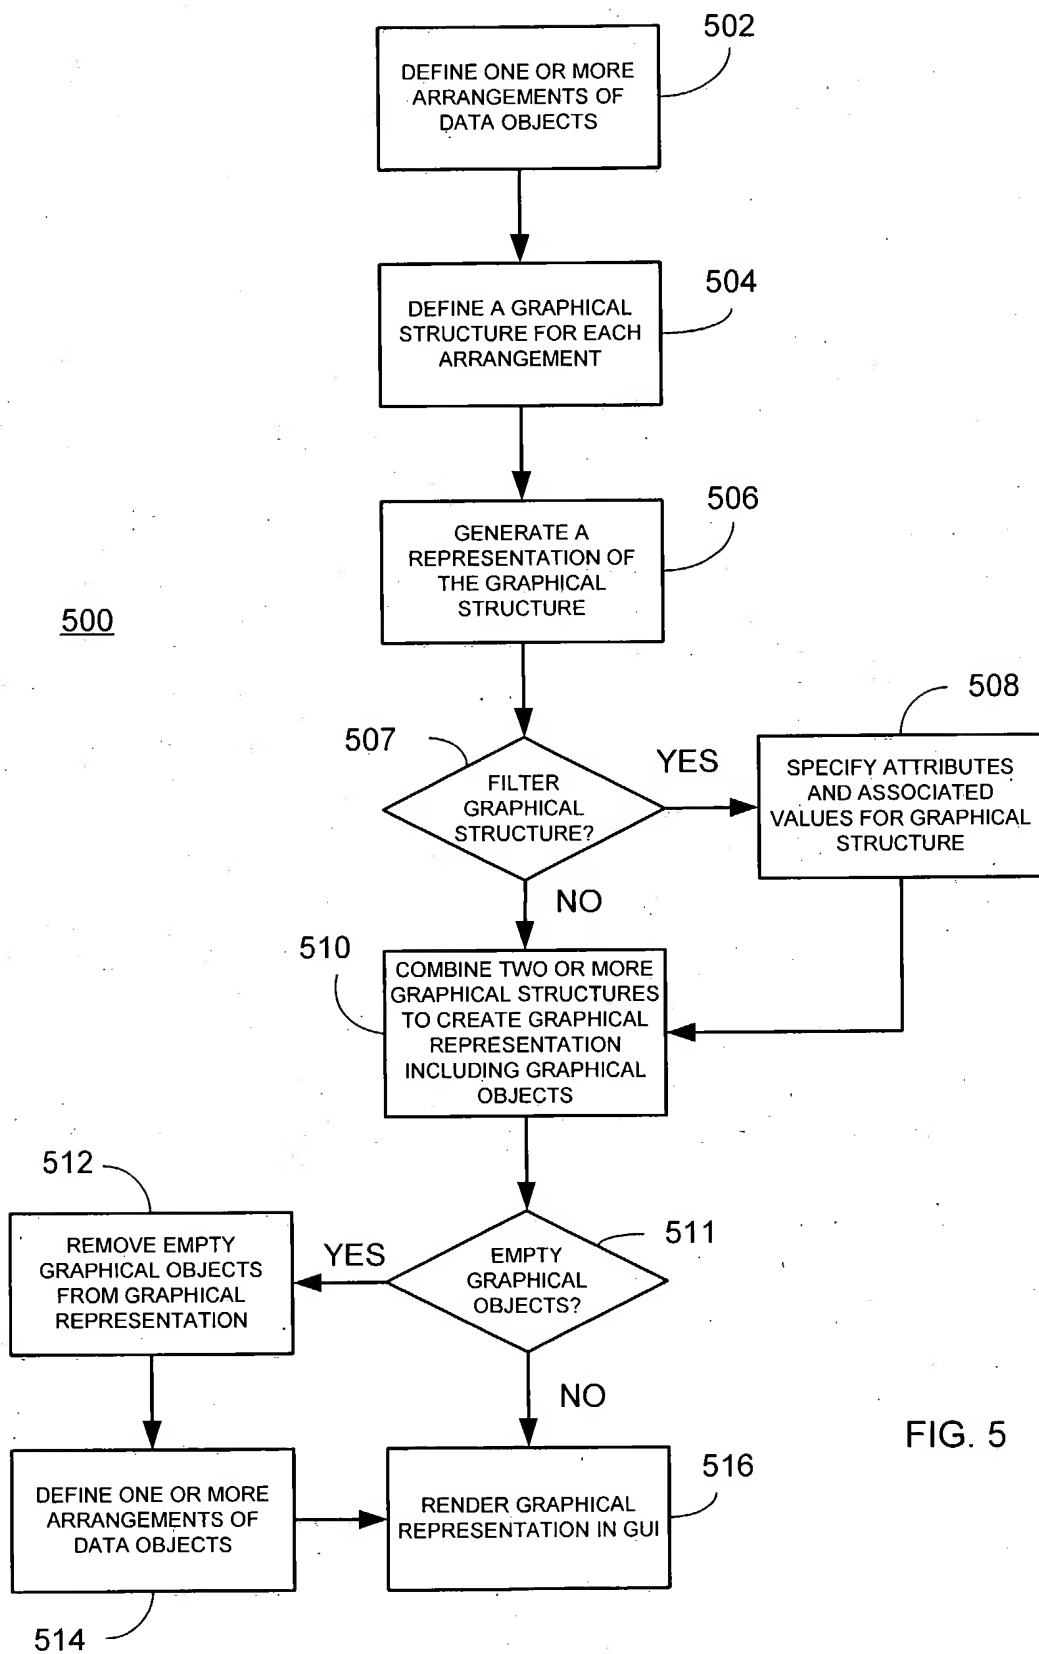 502
DEFINE ONE OR MORE
ARRANGEMENTS OF
DATA OBJECTS
504
DEFINE A GRAPHICAL
STRUCTURE FOR EACH
ARRANGEMENT
506
GENERATE A
REPRESENTATION OF
THE GRAPHICAL
STRUCTURE
500
508
507
FILTER
GRAPHICAL
STRUCTURE?
YES
SPECIFY ATTRIBUTES
AND ASSOCIATED
VALUES FOR GRAPHICAL
STRUCTURE
NO
510
COMBINE TWO OR MORE
GRAPHICAL STRUCTURES
TO CREATE GRAPHICAL
REPRESENTATION
INCLUDING GRAPHICAL
OBJECTS
512
511
EMPTY
GRAPHICAL
OBJECTS?
YES
REMOVE EMPTY
GRAPHICAL OBJECTS
FROM GRAPHICAL
REPRESENTATION
NO
FIG. 5
516
DEFINE ONE OR MORE
ARRANGEMENTS OF
DATA OBJECTS
RENDER GRAPHICAL
REPRESENTATION IN GUI
514